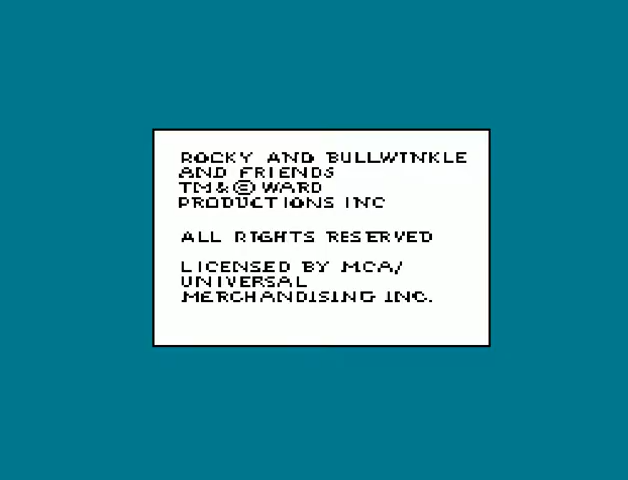 ROCKY AND BULLWINKLE
AND FRIENDS
TM&©WARD
PRODUCTIONS INC
ALL RIGHTS RESERVED
LICENSED BY MCA/
UNIVERSAL
MERCHANDISING INC.